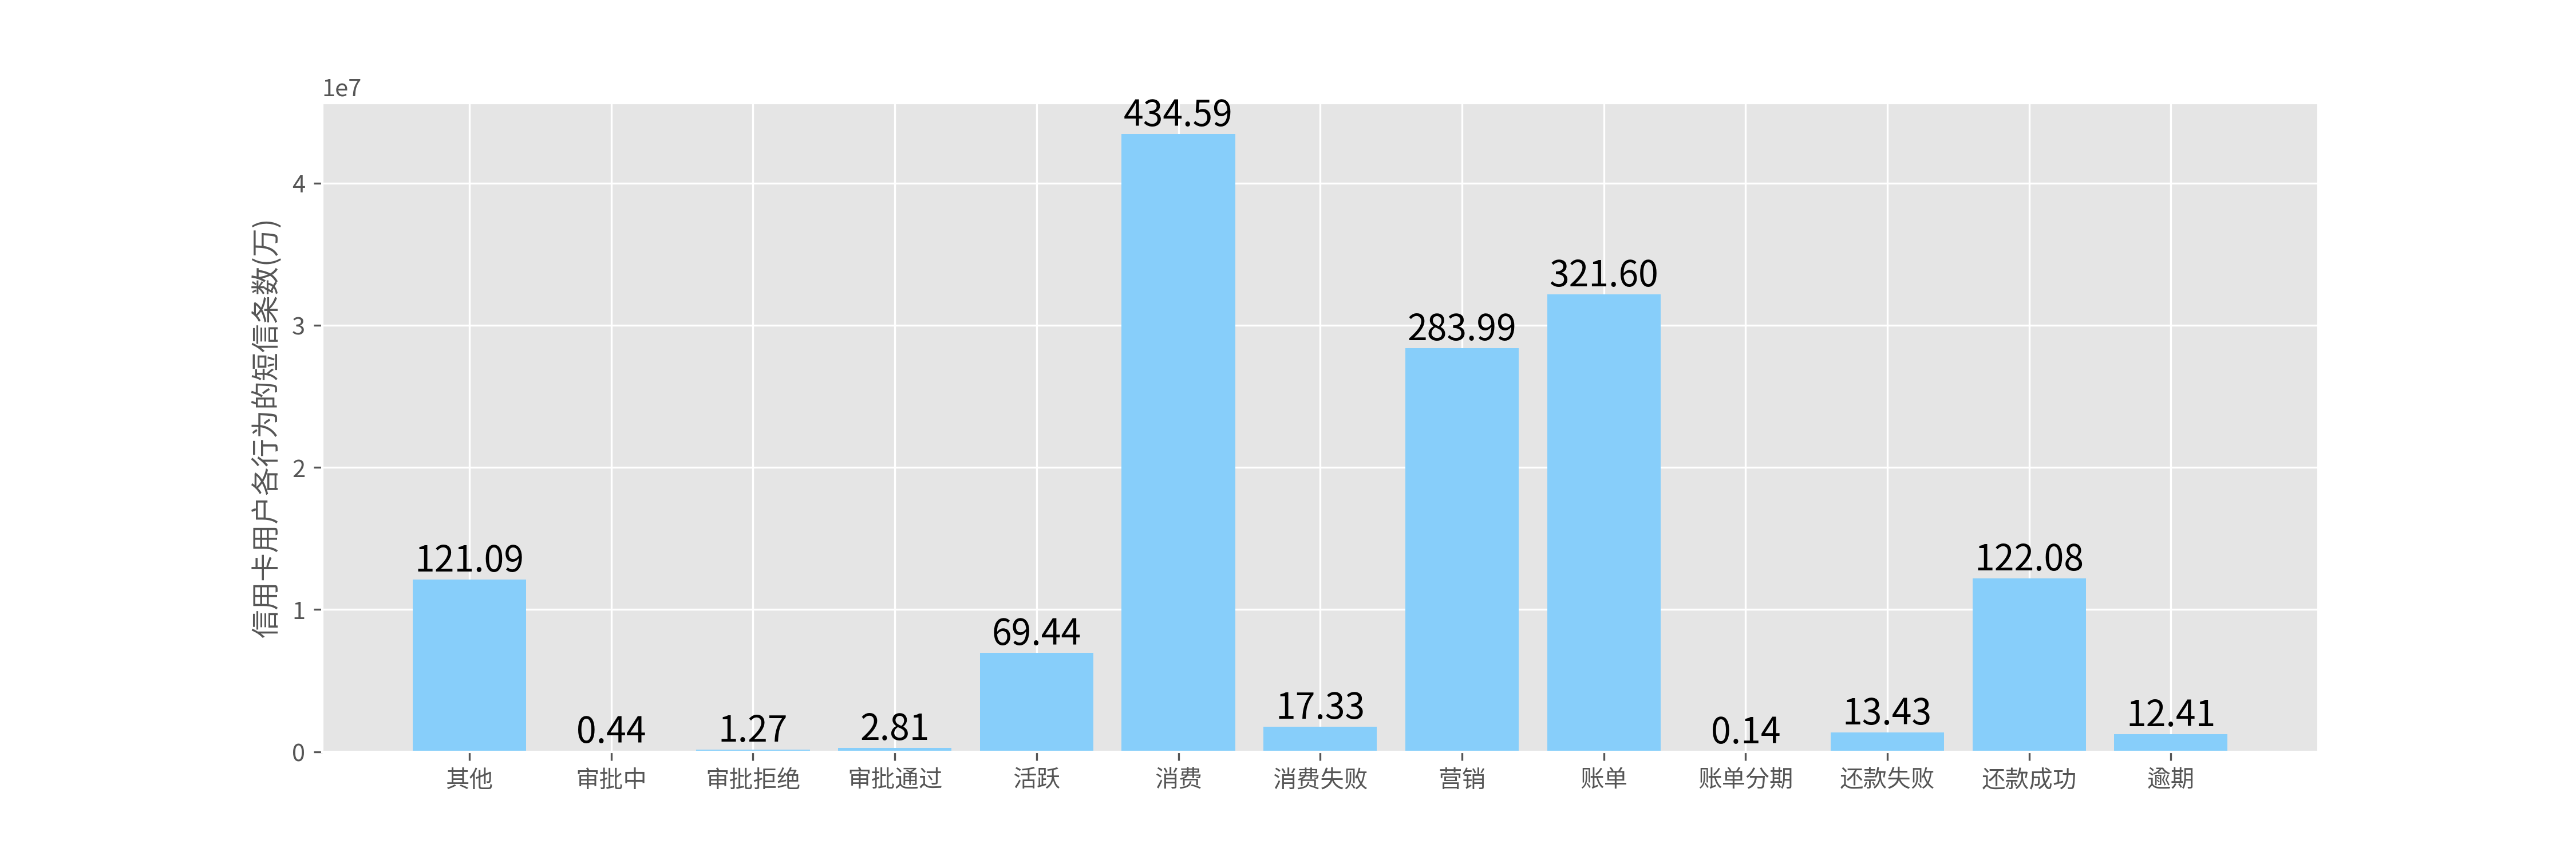 1e7
信用卡用户各行为的短信条数(万)
4
3
2
1
0
121.09
0.44
1.27
2.81
69.44
434.59
17.33
283.99
321.60
0.14
13.43
122.08
12.41
其他
审批中
审批拒绝
审批通过
活跃
消费
消费失败
营销
账单
账单分期
还款失败
还款成功
逾期